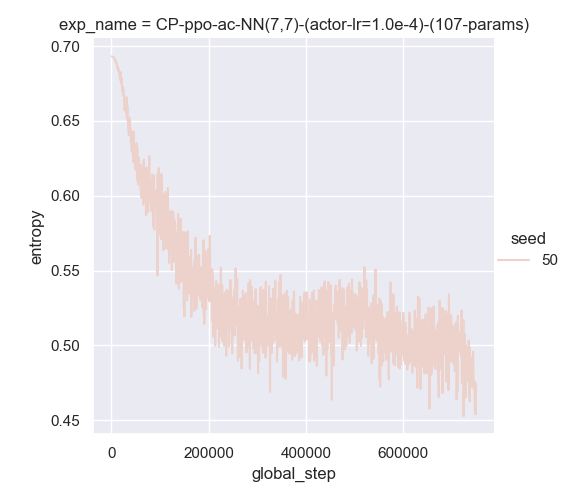 exp_name = CP-ppo-ac-NN(7,7)-(actor-lr=1.0e-4)-(107-params)
0.70
0.65
0.60
0.55
0.50
0.45
entropy
0
200000
400000
600000
global_step
seed
50